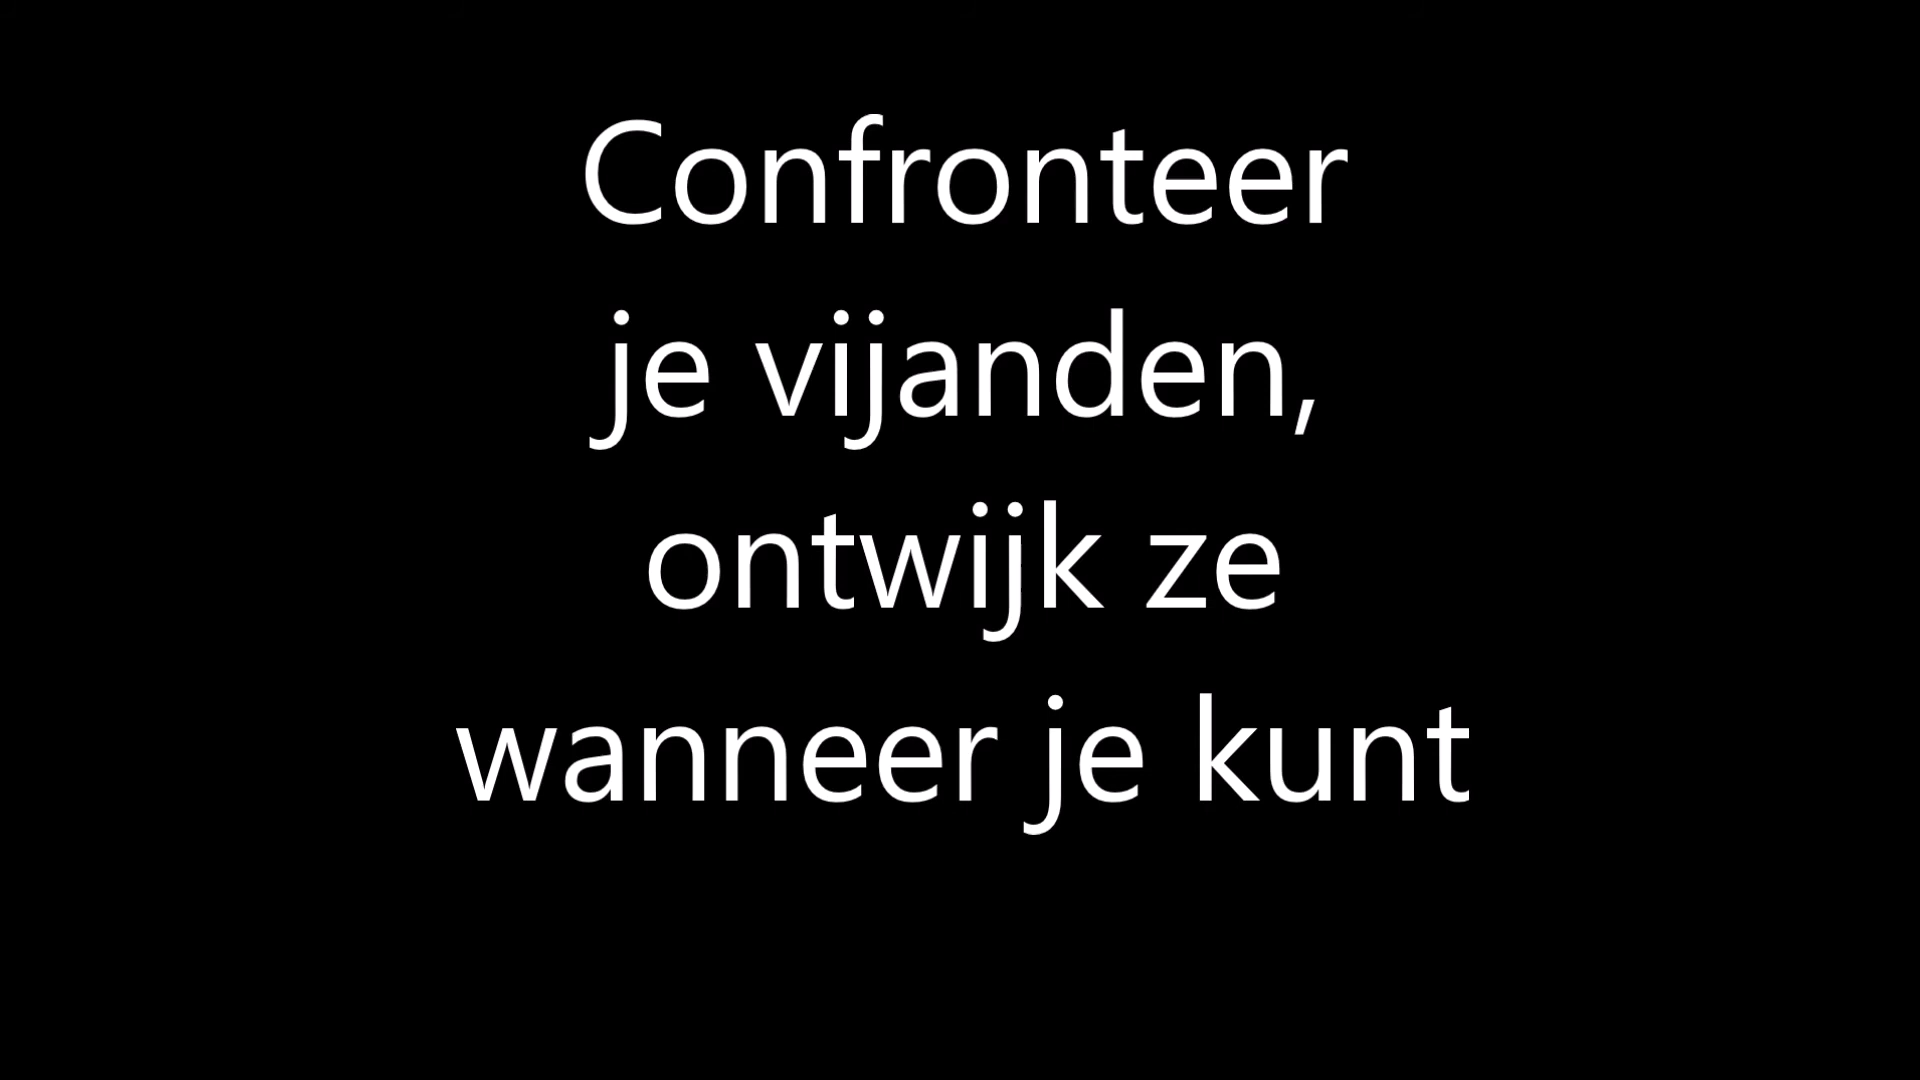 Confronteer
je vijanden,
ontwijk ze
wanneer je kunt